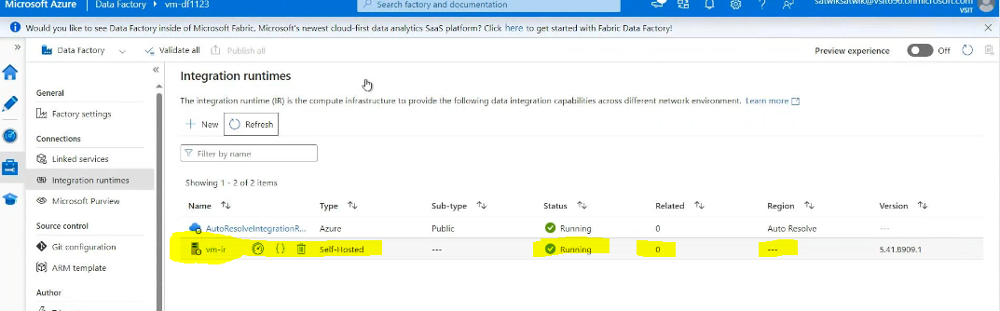 Microsoft Azure Data Factory > vm-df1123 Search factory and documentation
VSIT
Would you like to see Data Factory inside of Microsoft Fabric, Microsoft's newest cloud-first data analytics SaaS platform? Click here to get started with Fabric Data Factory!
» Data Factory Validate all Publish all Preview experience Off
« Integration runtimes
General
The integration runtime (IR) is the compute infrastructure to provide the following data integration capabilities across different network environment. Learn more
Factory settings
New Refresh
Connections
Linked services Filter by name
Integration runtimes Showing 1 - 2 of 2 items
Microsoft Purview
Name Type Sub-type Status Related Region Version
Source control
AutoResolveIntegrationR... Azure Public Running 0 Auto Resolve ---
Git configuration vm-ir {} Self-Hosted --- Running 0 --- 5.41.8909.1
ARM template
Author